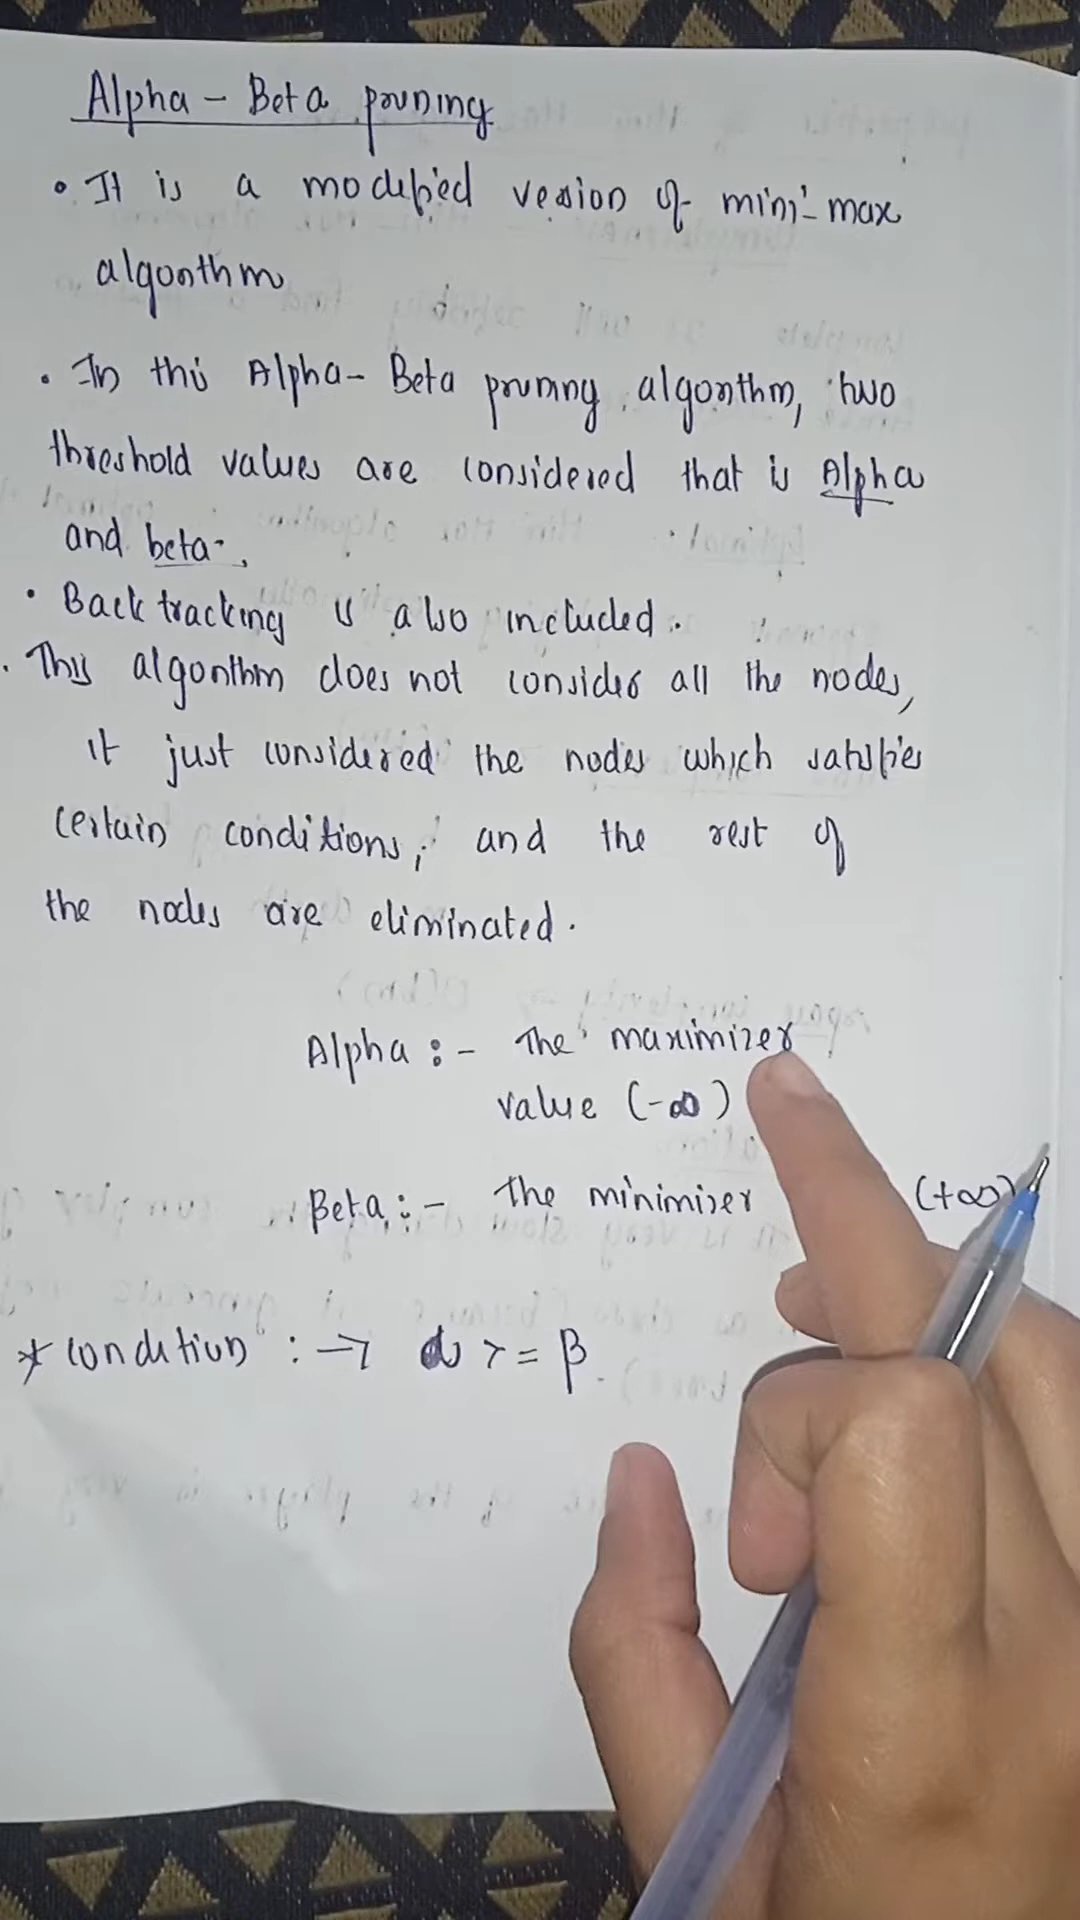 Alpha - Beta pruning
• It is a modified vesion of mini-max
algorithm
• In this Alpha-Beta pruning algorithm, two
threshold values are considered that is Alpha
and beta.
• Back tracking is also included.
• This algorithm does not consider all the nodes,
it just considered the nodes which satisfies
certain conditions, and the rest of
the nodes are eliminated.
Alpha :- The maximizer
value (-∞)
Beta :- The minimizer (+∞)
* condition :→ α >= β.